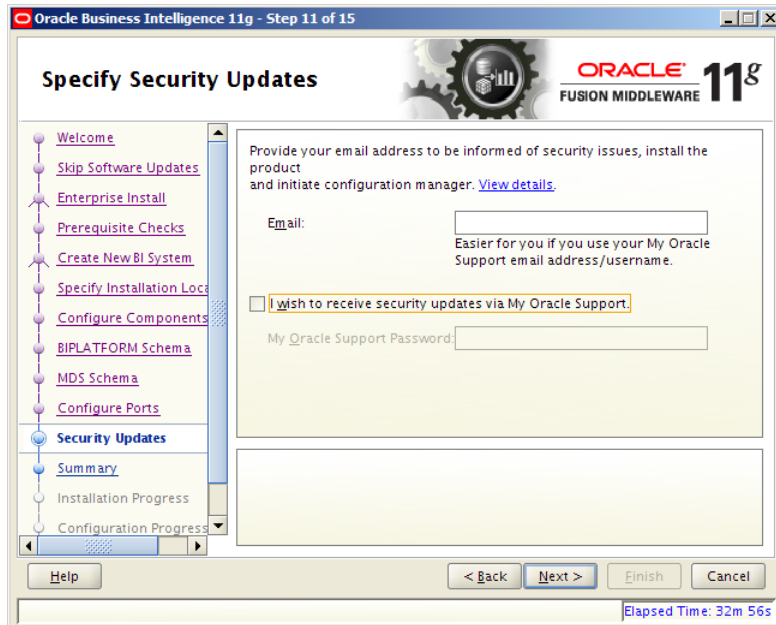 Oracle Business Intelligence 11g - Step 11 of 15
Specify Security Updates
ORACLE
FUSION MIDDLEWARE 11g
Welcome
Skip Software Updates
Enterprise Install
Prerequisite Checks
Create New BI System
Specify Installation Loca
Configure Components
BIPLATFORM Schema
MDS Schema
Configure Ports
Security Updates
Summary
Installation Progress
Configuration Progress
Provide your email address to be informed of security issues, install the
product
and initiate configuration manager. View details.
Email:
Easier for you if you use your My Oracle
Support email address/username.
I wish to receive security updates via My Oracle Support.
My Oracle Support Password:
Help
< Back
Next >
Finish
Cancel
Elapsed Time: 32m 56s